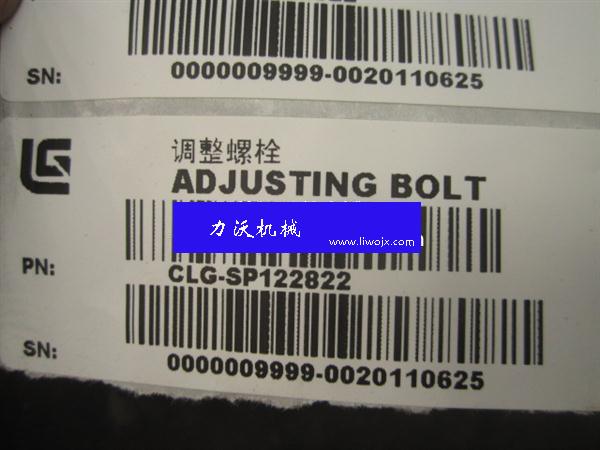 SN:
0000009999-0020110625
LG
调整螺栓
ADJUSTING BOLT
力沃机械
www.liwojx.com
PN:
CLG-SP122822
SN:
0000009999-0020110625